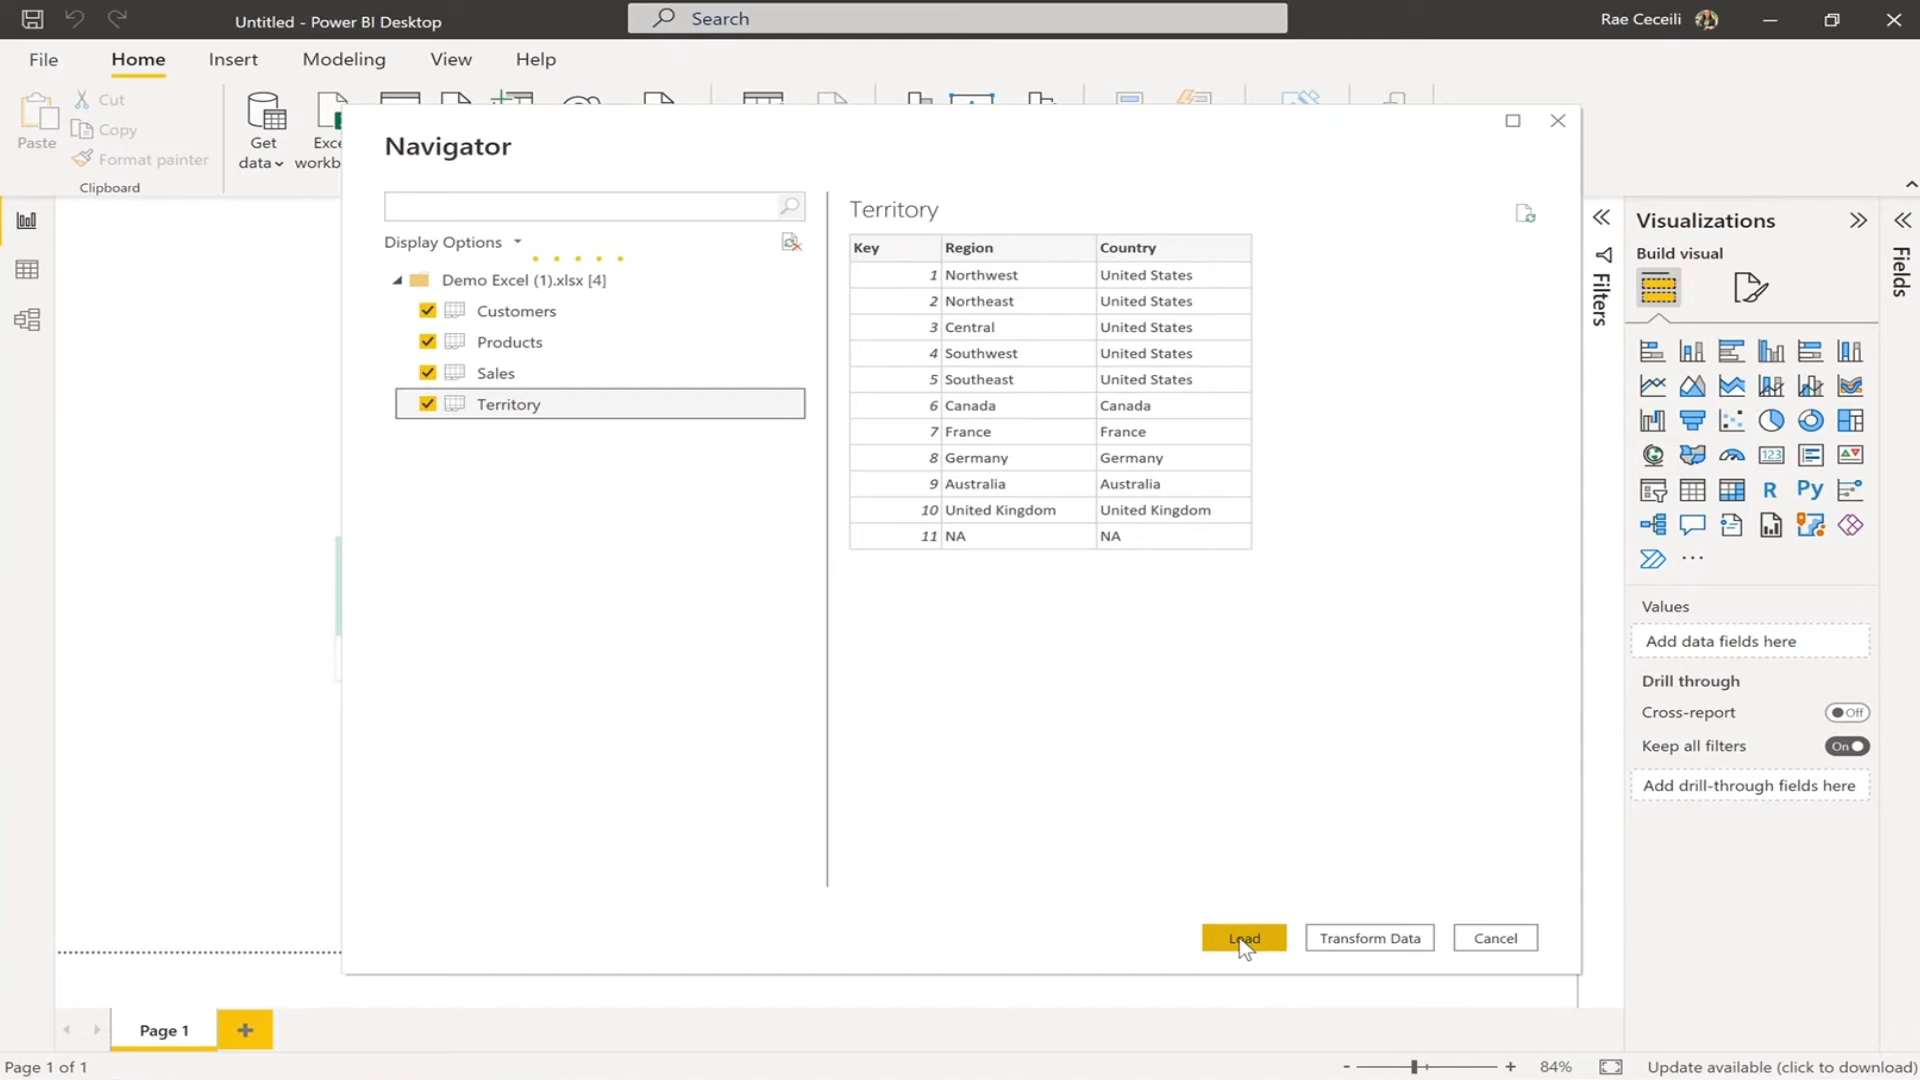 Untitled - Power BI Desktop
Search
Rae Ceceili
File
Home
Insert
Modeling
View
Help
Paste
Cut
Copy
Format painter
Clipboard
Get
data
Exce
workb
Navigator
Display Options
Demo Excel (1).xlsx [4]
Customers
Products
Sales
Territory
Territory
Key Region Country
1 Northwest United States
2 Northeast United States
3 Central United States
4 Southwest United States
5 Southeast United States
6 Canada Canada
7 France France
8 Germany Germany
9 Australia Australia
10 United Kingdom United Kingdom
11 NA NA
Load
Transform Data
Cancel
Filters
Visualizations
Build visual
123
R
Py
Values
Add data fields here
Drill through
Cross-report
Off
Keep all filters
On
Add drill-through fields here
Fields
Page 1
Page 1 of 1
84%
Update available (click to download)